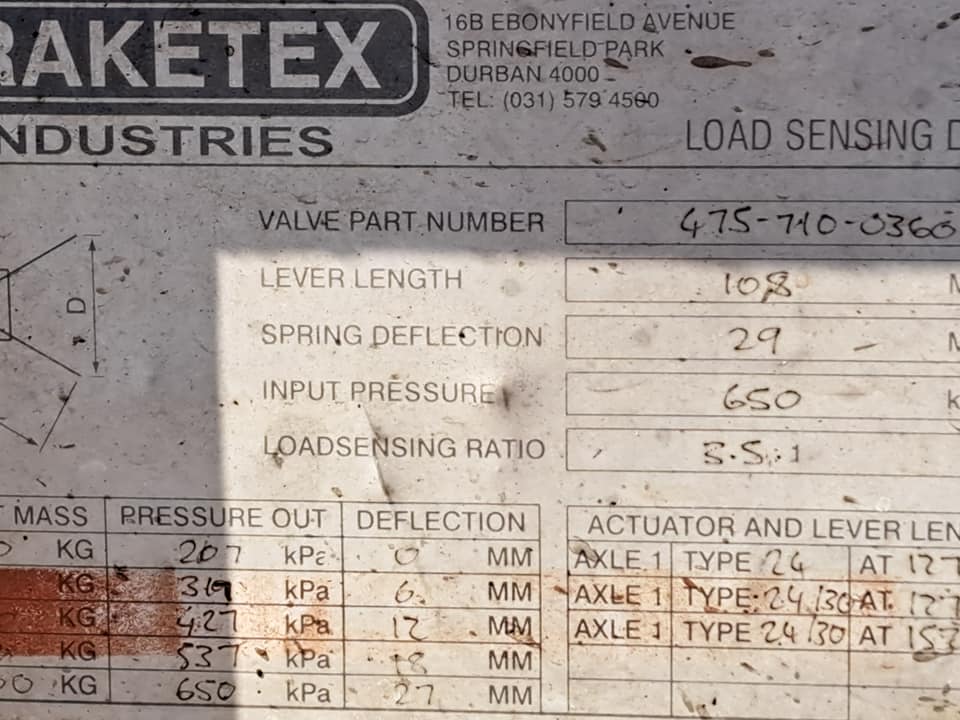 RAKETEX
NDUSTRIES
16B EBONYFIELD AVENUE
SPRINGFIELD PARK
DURBAN 4000
TEL: (031) 579 4500
LOAD SENSING D
VALVE PART NUMBER 475-710-0360
D
LEVER LENGTH 108 M
SPRING DEFLECTION 29 M
INPUT PRESSURE 650 k
LOADSENSING RATIO 3.5:1
MASS PRESSURE OUT DEFLECTION
KG 207 kPa 0 MM
KG 319 kPa 6 MM
KG 427 kPa 12 MM
KG 537 kPa 18 MM
0 KG 650 kPa 27 MM
ACTUATOR AND LEVER LEN
AXLE 1 TYPE 24 AT 127
AXLE 1 TYPE 24/30 AT 127
AXLE 1 TYPE 24/30 AT 153